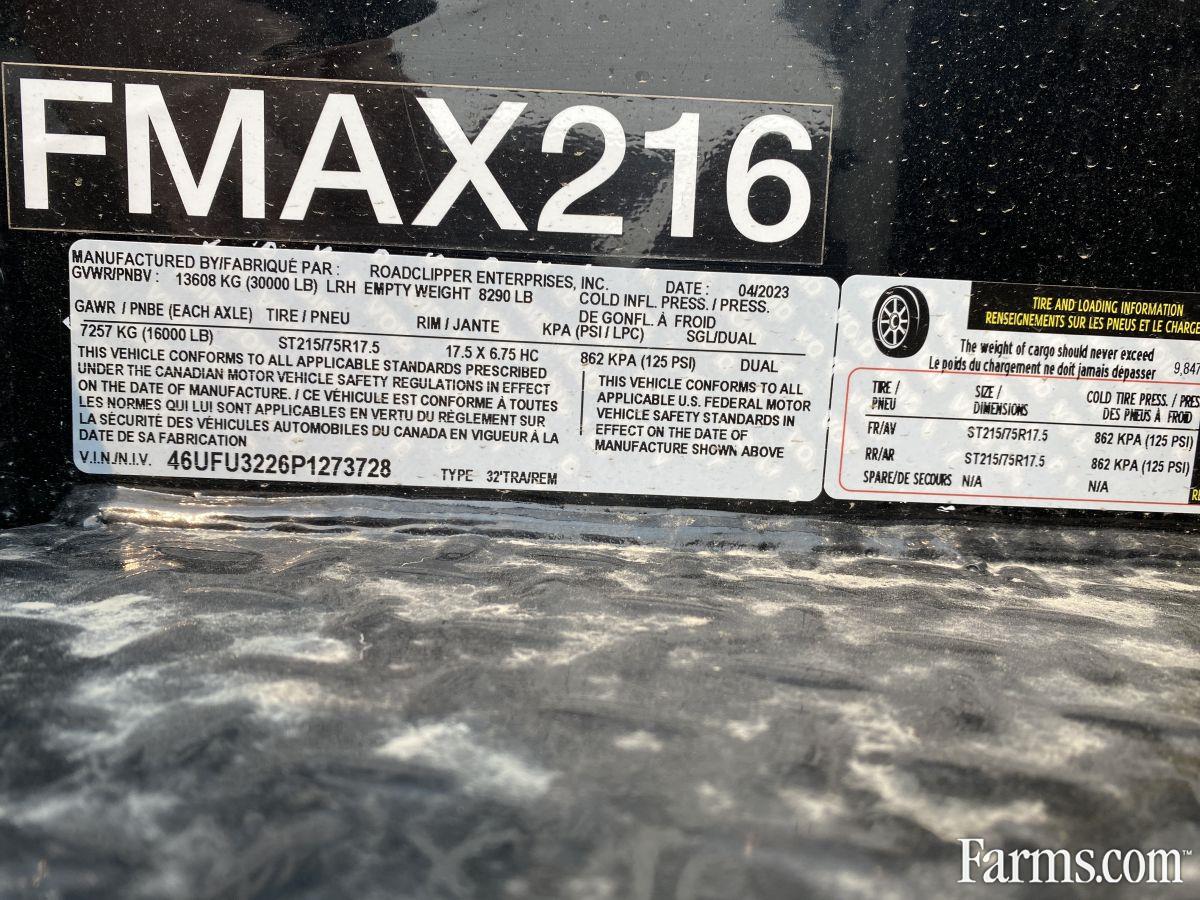 FMAX216
MANUFACTURED BY/FABRIQUÉ PAR : ROADCLIPPER ENTERPRISES, INC. DATE : 04/2023
GVWR/PNBV : 13608 KG (30000 LB) LRH EMPTY WEIGHT 8290 LB COLD INFL. PRESS. / PRESS.
DE GONFL. À FROID
GAWR / PNBE (EACH AXLE) TIRE / PNEU RIM / JANTE KPA (PSI / LPC) SGL/DUAL
7257 KG (16000 LB) ST215/75R17.5 17.5 X 6.75 HC 862 KPA (125 PSI) DUAL
THIS VEHICLE CONFORMS TO ALL APPLICABLE STANDARDS PRESCRIBED
UNDER THE CANADIAN MOTOR VEHICLE SAFETY REGULATIONS IN EFFECT
ON THE DATE OF MANUFACTURE. / CE VÉHICULE EST CONFORME À TOUTES
LES NORMES QUI LUI SONT APPLICABLES EN VERTU DU RÈGLEMENT SUR
LA SÉCURITÉ DES VÉHICULES AUTOMOBILES DU CANADA EN VIGUEUR À LA
DATE DE SA FABRICATION
THIS VEHICLE CONFORMS TO ALL
APPLICABLE U.S. FEDERAL MOTOR
VEHICLE SAFETY STANDARDS IN
EFFECT ON THE DATE OF
MANUFACTURE SHOWN ABOVE
V.I.N./N.I.V. 46UFU3226P1273728 TYPE 32'TRA/REM
TIRE AND LOADING INFORMATION
RENSEIGNEMENTS SUR LES PNEUS ET LE CHARGE
The weight of cargo should never exceed
Le poids du chargement ne doit jamais dépasser 9,847
TIRE / SIZE / COLD TIRE PRESS. / PRES
PNEU DIMENSIONS DES PNEUS À FROID
FR/AV ST215/75R17.5 862 KPA (125 PSI)
RR/AR ST215/75R17.5 862 KPA (125 PSI)
SPARE/DE SECOURS N/A N/A
Farms.com™